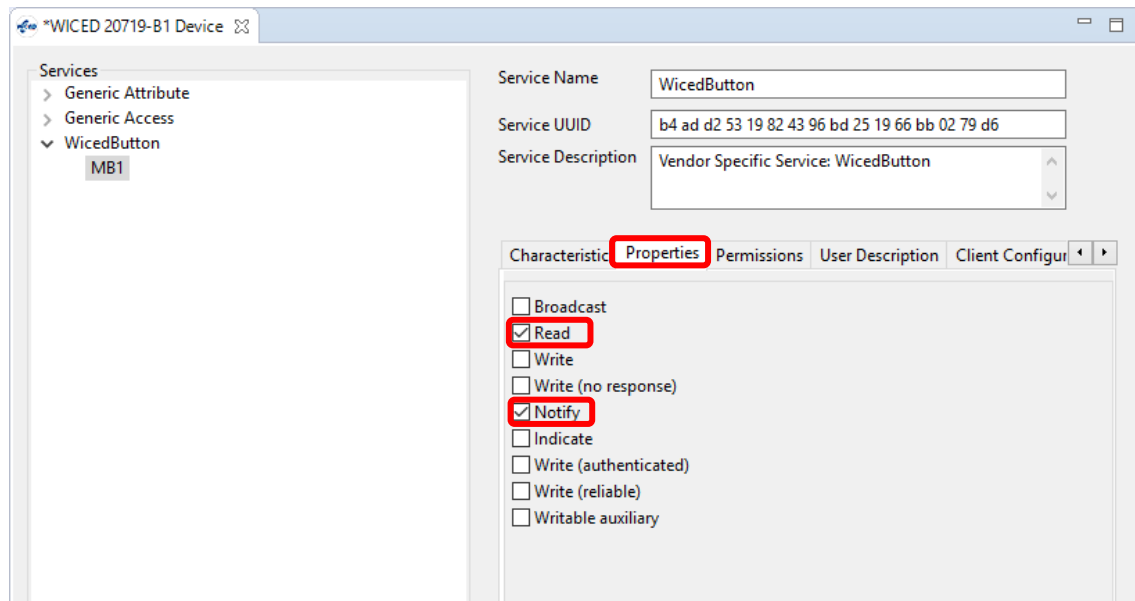 *WICED 20719-B1 Device
Services
Generic Attribute
Generic Access
WicedButton
MB1
Service Name
WicedButton
Service UUID
b4 ad d2 53 19 82 43 96 bd 25 19 66 bb 02 79 d6
Service Description
Vendor Specific Service: WicedButton
Characteristic Properties Permissions User Description Client Configur
Broadcast
Read
Write
Write (no response)
Notify
Indicate
Write (authenticated)
Write (reliable)
Writable auxiliary